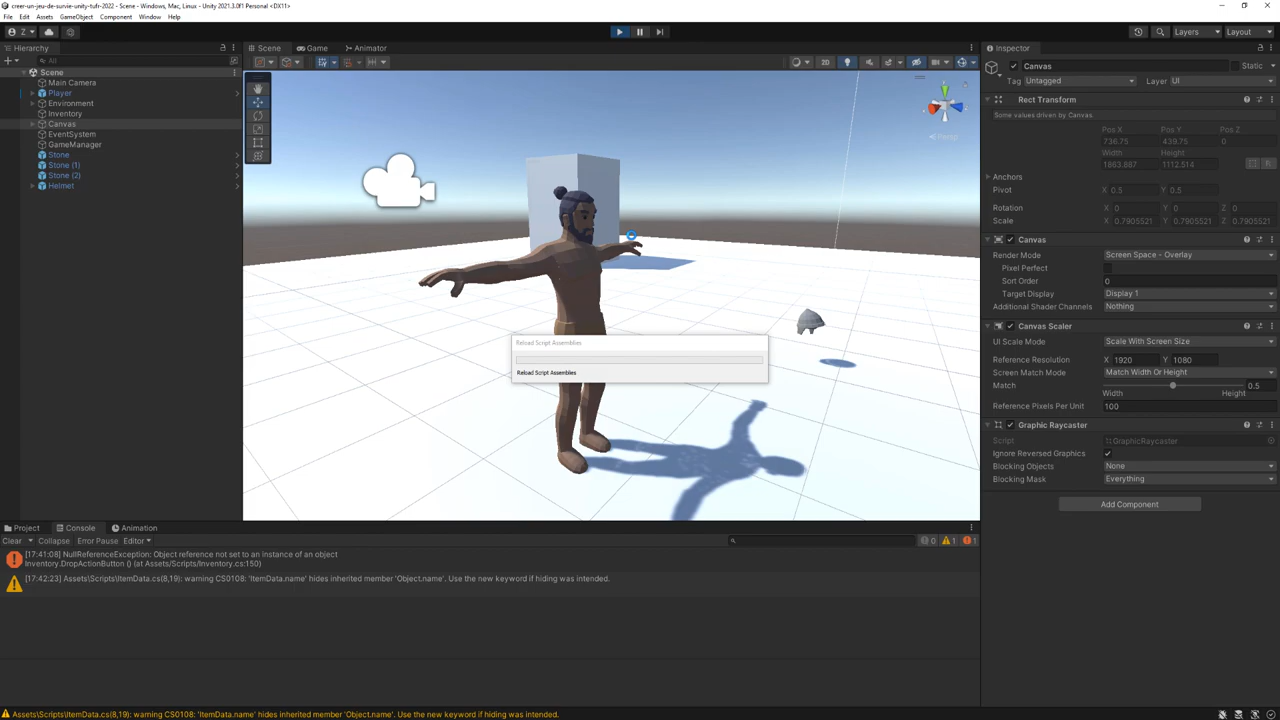 creer-un-jeu-de-survie-unity-tufr-2022 - Scene - Windows, Mac, Linux - Unity 2021.3.0f1 Personal <DX11>
File Edit Assets GameObject Component Window Help
Z Layers Layout
Hierarchy Scene Game Animator Inspector
All
2D
Canvas Static
Tag Untagged Layer UI
Scene
Main Camera
Player
Environment
Inventory
Canvas
EventSystem
GameManager
Stone
Stone (1)
Stone (2)
Helmet
Persp
Reload Script Assemblies
Reload Script Assemblies
Rect Transform
Some values driven by Canvas.
Pos X Pos Y Pos Z
736.75 439.75 0
Width Height
1863.887 1112.514
Anchors
Pivot X 0.5 Y 0.5
Rotation X 0 Y 0 Z 0
Scale X 0.7905521 Y 0.7905521 Z 0.7905521
Canvas
Render Mode Screen Space - Overlay
Pixel Perfect
Sort Order 0
Target Display Display 1
Additional Shader Channels Nothing
Canvas Scaler
UI Scale Mode Scale With Screen Size
Reference Resolution X 1920 Y 1080
Screen Match Mode Match Width Or Height
Match 0.5
Width Height
Reference Pixels Per Unit 100
Graphic Raycaster
Script GraphicRaycaster
Ignore Reversed Graphics
Blocking Objects None
Blocking Mask Everything
Add Component
Project Console Animation
Clear Collapse Error Pause Editor 0 1 1
[17:41:08] NullReferenceException: Object reference not set to an instance of an object
Inventory.DropActionButton () (at Assets/Scripts/Inventory.cs:150)
[17:42:23] Assets\Scripts\ItemData.cs(8,19): warning CS0108: 'ItemData.name' hides inherited member 'Object.name'. Use the new keyword if hiding was intended.
Assets\Scripts\ItemData.cs(8,19): warning CS0108: 'ItemData.name' hides inherited member 'Object.name'. Use the new keyword if hiding was intended.